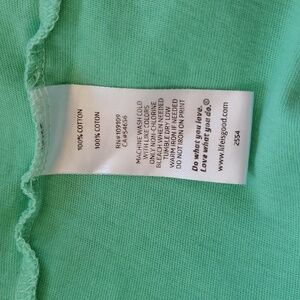 100% COTTON
100% COTON
RN#109109
CA#54656
MACHINE WASH COLD
WITH LIKE COLORS
ONLY NON-CHLORINE
BLEACH WHEN NEEDED
TUMBLE DRY LOW
WARM IRON IF NEEDED
DO NOT IRON ON PRINT
Do what you love.
Love what you do.®
www.lifeisgood.com
2554